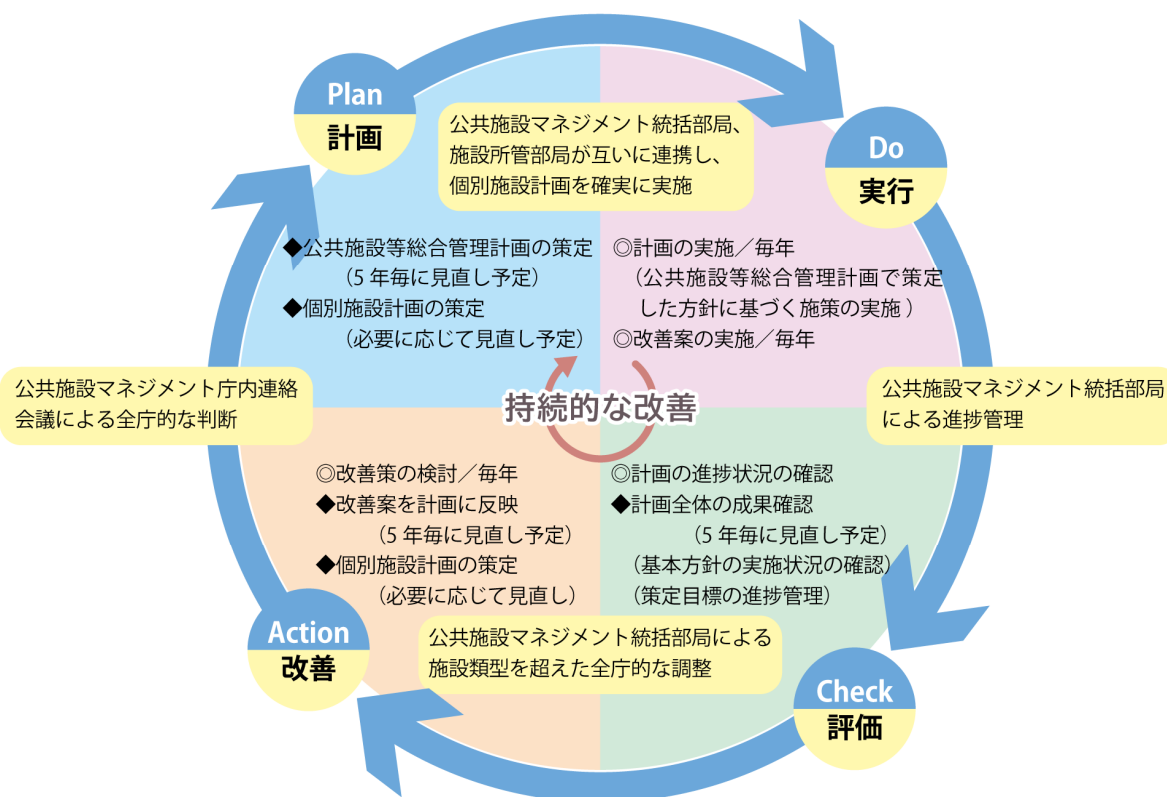 Plan
計画
公共施設マネジメント統括部局、
施設所管部局が互いに連携し、
個別施設計画を確実に実施
Do
実行
◆公共施設等総合管理計画の策定
（5 年毎に見直し予定）
◆個別施設計画の策定
（必要に応じて見直し予定）
◎計画の実施／毎年
（公共施設等総合管理計画で策定
した方針に基づく施策の実施 ）
◎改善案の実施／毎年
公共施設マネジメント庁内連絡
会議による全庁的な判断
持続的な改善
公共施設マネジメント統括部局
による進捗管理
◎改善策の検討／毎年
◆改善案を計画に反映
（5 年毎に見直し予定）
◆個別施設計画の策定
（必要に応じて見直し）
◎計画の進捗状況の確認
◆計画全体の成果確認
（5 年毎に見直し予定）
（基本方針の実施状況の確認）
（策定目標の進捗管理）
Action
改善
公共施設マネジメント統括部局による
施設類型を超えた全庁的な調整
Check
評価